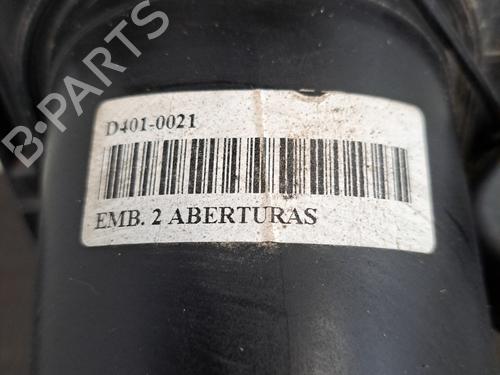 B-PARTS
D401-0021
EMB. 2 ABERTURAS